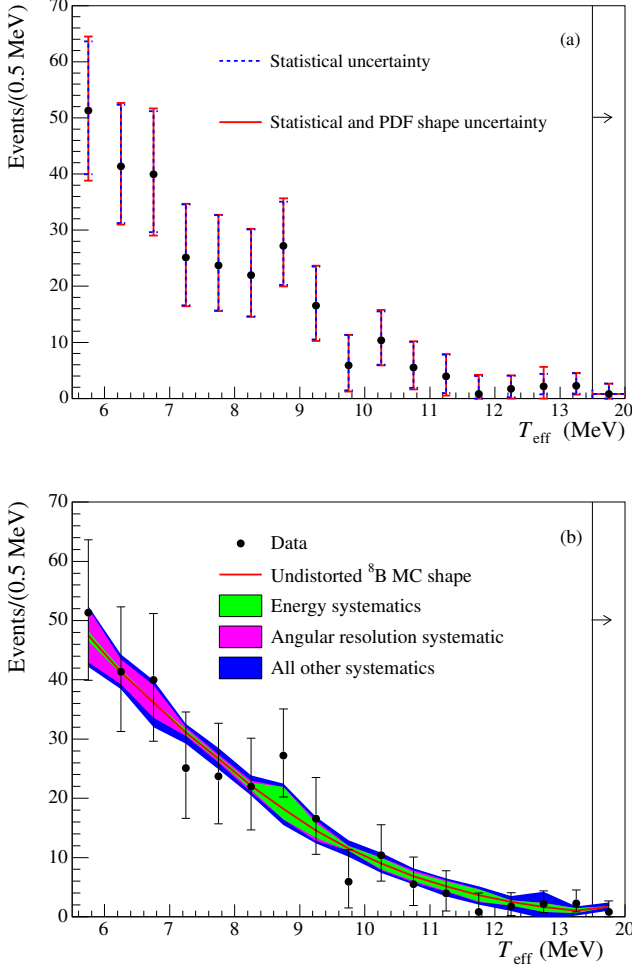 70
(a)
Statistical uncertainty
60
50
Statistical and PDF shape uncertainty
40
30
20
10
0
Events/(0.5 MeV)
6 7 8 9 10 11 12 13 20
T_eff (MeV)
70
(b)
Data
60
Undistorted ⁸B MC shape
Energy systematics
50
Angular resolution systematic
All other systematics
40
30
20
10
0
Events/(0.5 MeV)
6 7 8 9 10 11 12 13 20
T_eff (MeV)